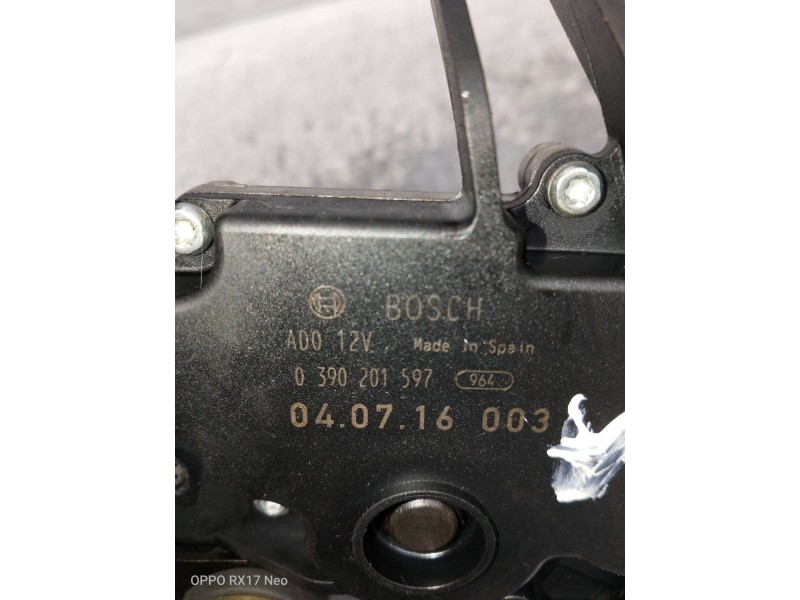 BOSCH
ADO 12V Made in Spain
0 390 201 597 964
04.07.16 003
OPPO RX17 Neo